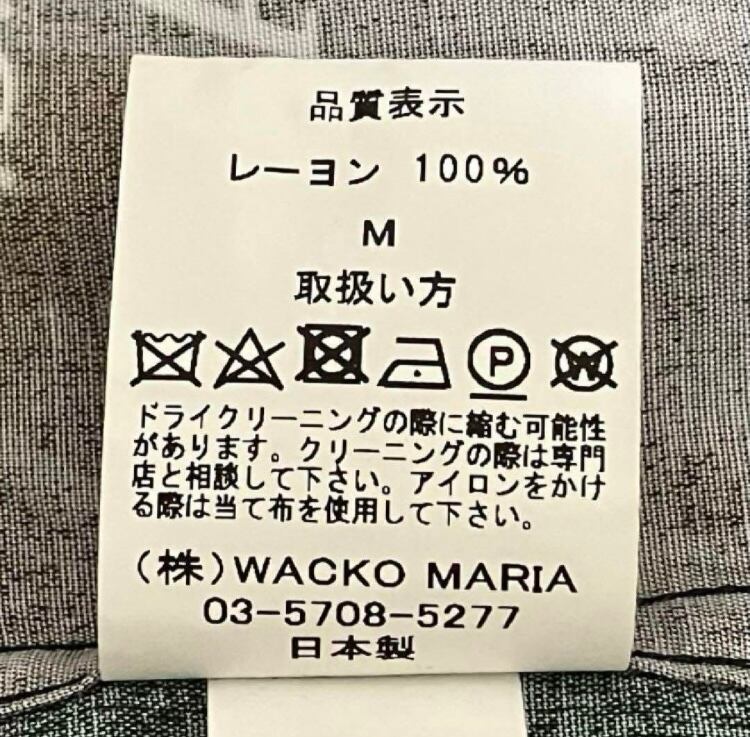 品質表示
レーヨン 100%
M
取扱い方
P W
ドライクリーニングの際に縮む可能性
があります。クリーニングの際は専門
店と相談して下さい。アイロンをかけ
る際は当て布を使用して下さい。
(株)WACKO MARIA
03-5708-5277
日本製